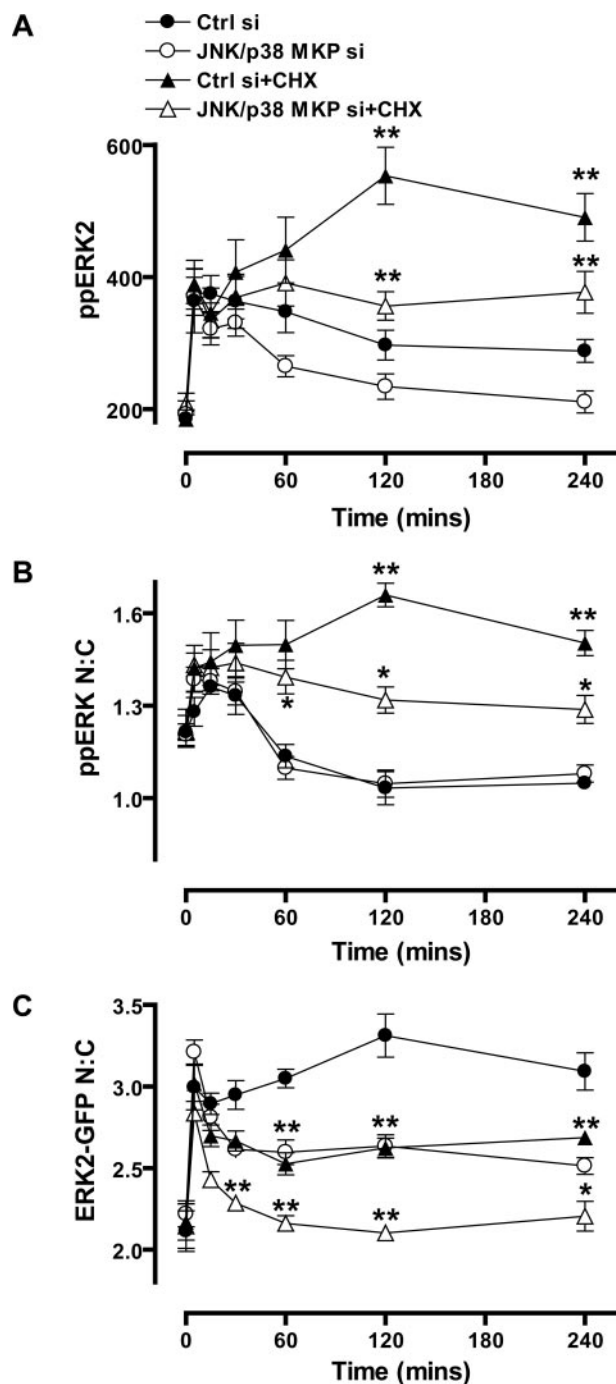 A
Ctrl si
JNK/p38 MKP si
Ctrl si+CHX
JNK/p38 MKP si+CHX
ppERK2
600
400
200
**
**
**
**
0 60 120 180 240
Time (mins)
B
ppERK N:C
1.6
1.3
1.0
**
**
*
*
*
0 60 120 180 240
Time (mins)
C
ERK2-GFP N:C
3.5
3.0
2.5
2.0
**
**
**
**
**
**
*
0 60 120 180 240
Time (mins)